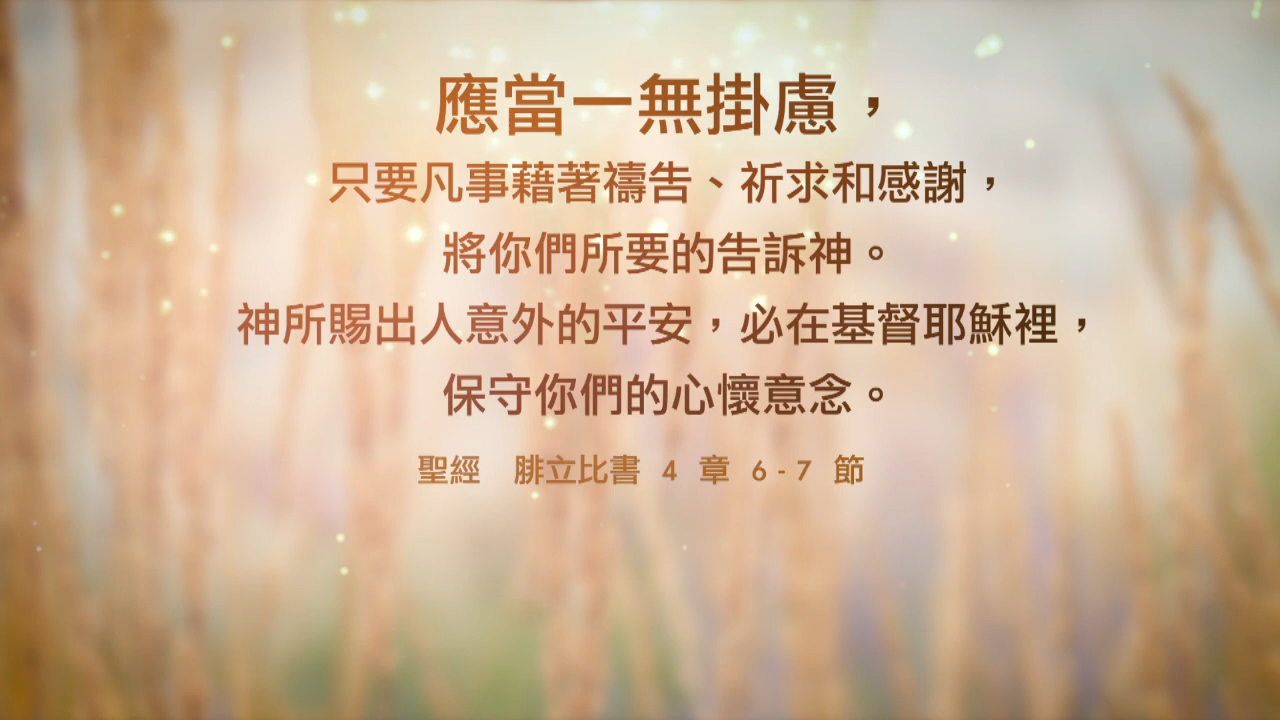 應當一無掛慮，
只要凡事藉著禱告、祈求和感謝，
將你們所要的告訴神。
神所賜出人意外的平安，必在基督耶穌裡，
保守你們的心懷意念。
聖經　腓立比書 4 章 6-7 節